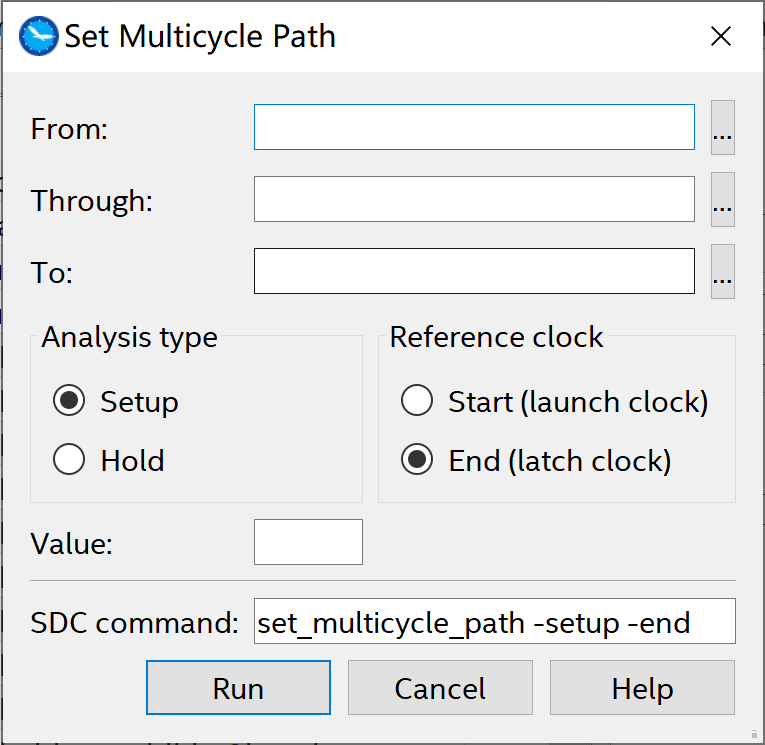 Set Multicycle Path
From:
...
Through:
...
To:
...
Analysis type
Reference clock
Setup
Start (launch clock)
Hold
End (latch clock)
Value:
SDC command: set_multicycle_path -setup -end
Run
Cancel
Help